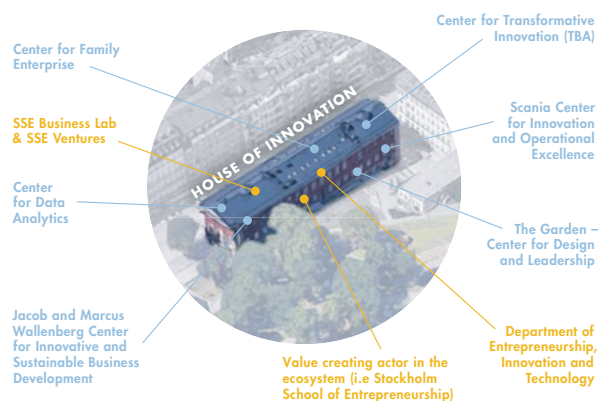 Center for Transformative
Innovation (TBA)
Center for Family
Enterprise
HOUSE OF INNOVATION
Scania Center
for Innovation
and Operational
Excellence
SSE Business Lab
& SSE Ventures
Center
for Data
Analytics
The Garden –
Center for Design
and Leadership
Jacob and Marcus
Wallenberg Center
for Innovative and
Sustainable Business
Development
Value creating actor in the
ecosystem (i.e Stockholm
School of Entrepreneurship)
Department of
Entrepreneurship,
Innovation and
Technology